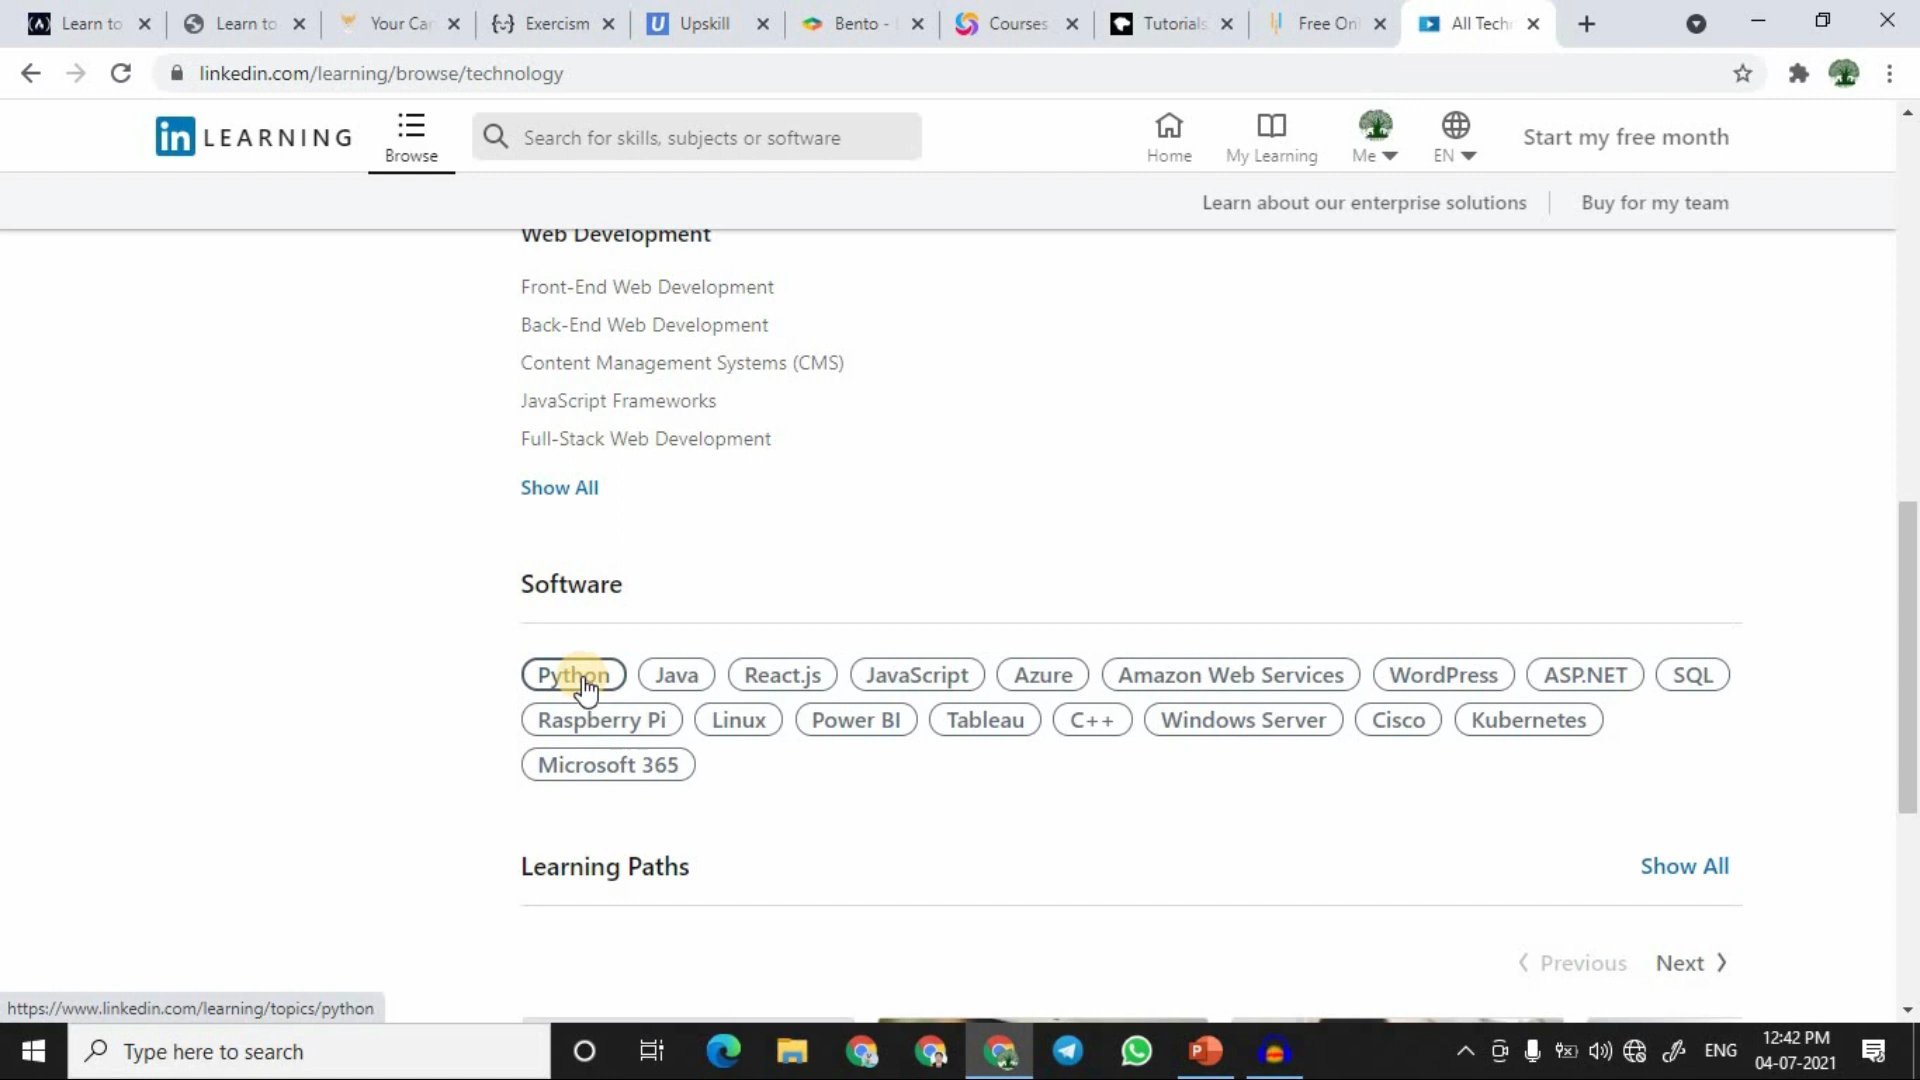 Learn to
Learn to
Your Car
Exercism
Upskill
Bento -
Courses
Tutorials
Free Onl
All Tech
linkedin.com/learning/browse/technology
in LEARNING
Browse
Search for skills, subjects or software
Home
My Learning
Me
EN
Start my free month
Learn about our enterprise solutions
Buy for my team
Web Development
Front-End Web Development
Back-End Web Development
Content Management Systems (CMS)
JavaScript Frameworks
Full-Stack Web Development
Show All
Software
Python Java React.js JavaScript Azure Amazon Web Services WordPress ASP.NET SQL
Raspberry Pi Linux Power BI Tableau C++ Windows Server Cisco Kubernetes
Microsoft 365
Learning Paths
Show All
Previous Next
https://www.linkedin.com/learning/topics/python
Type here to search
ENG
12:42 PM
04-07-2021